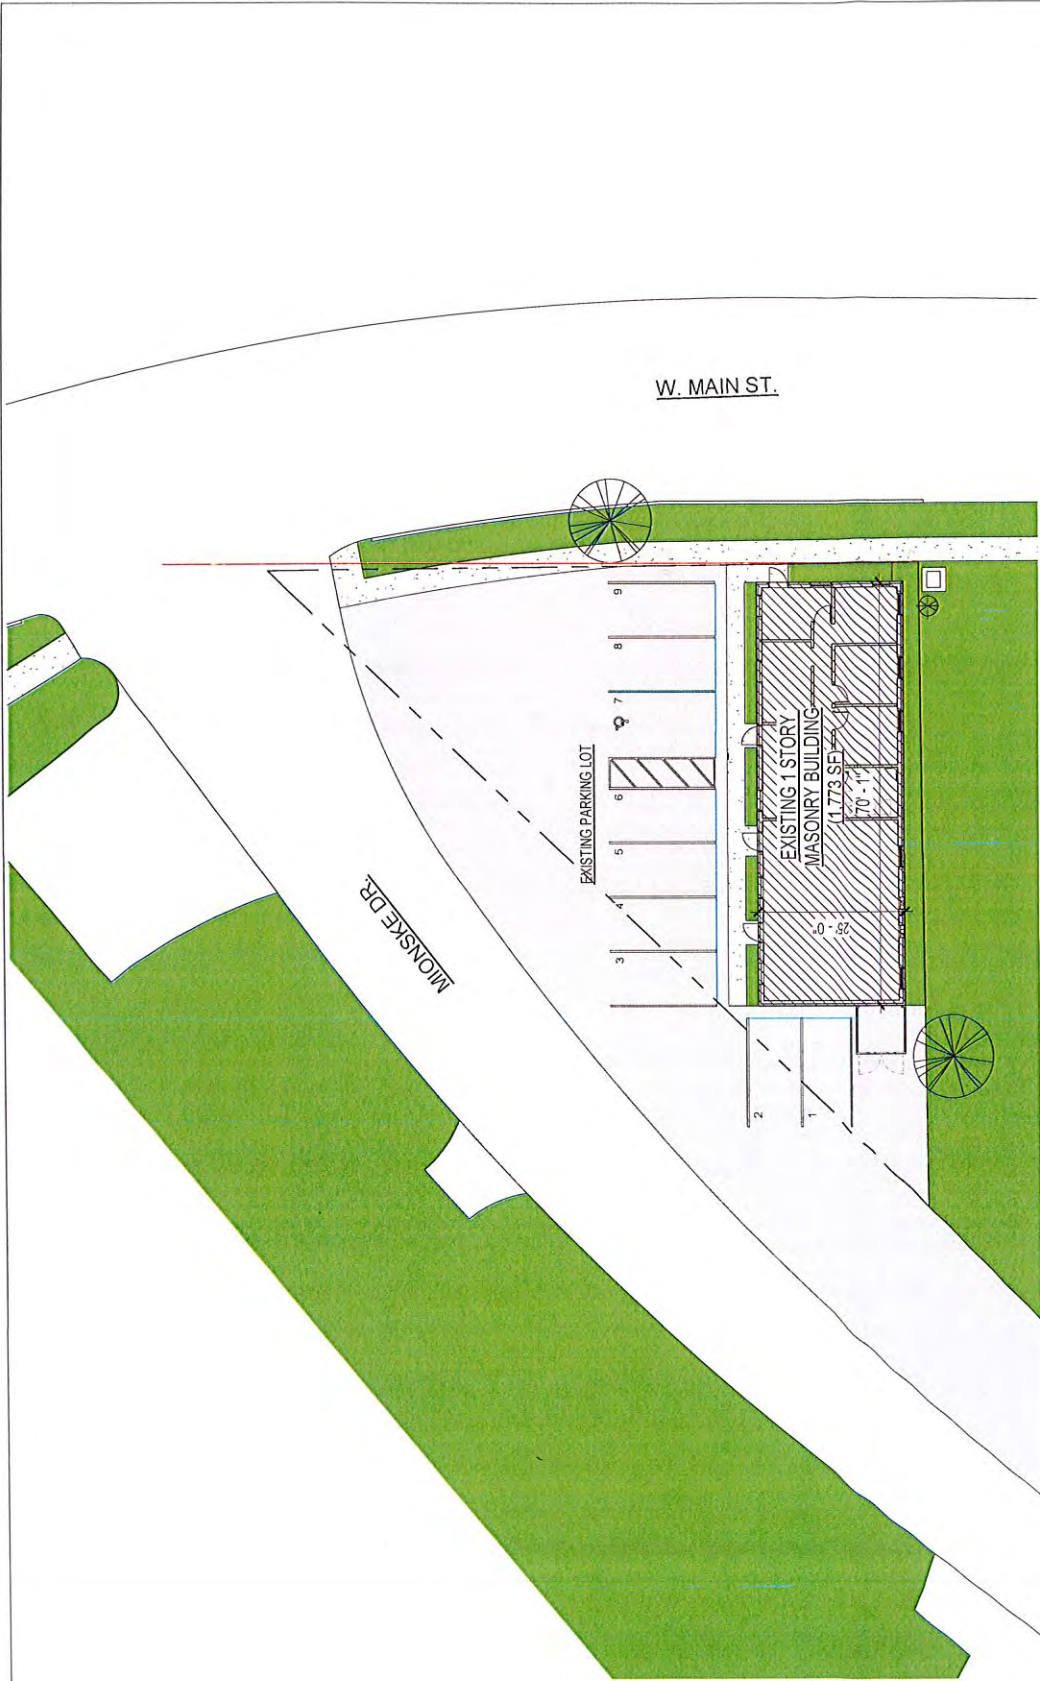 W. MAIN ST.
MIONSKE DR.
EXISTING PARKING LOT
9
8
7
6
5
4
3
2
1
EXISTING 1 STORY
MASONRY BUILDING
(1,773 SF)
70' - 1"
25' - 0"